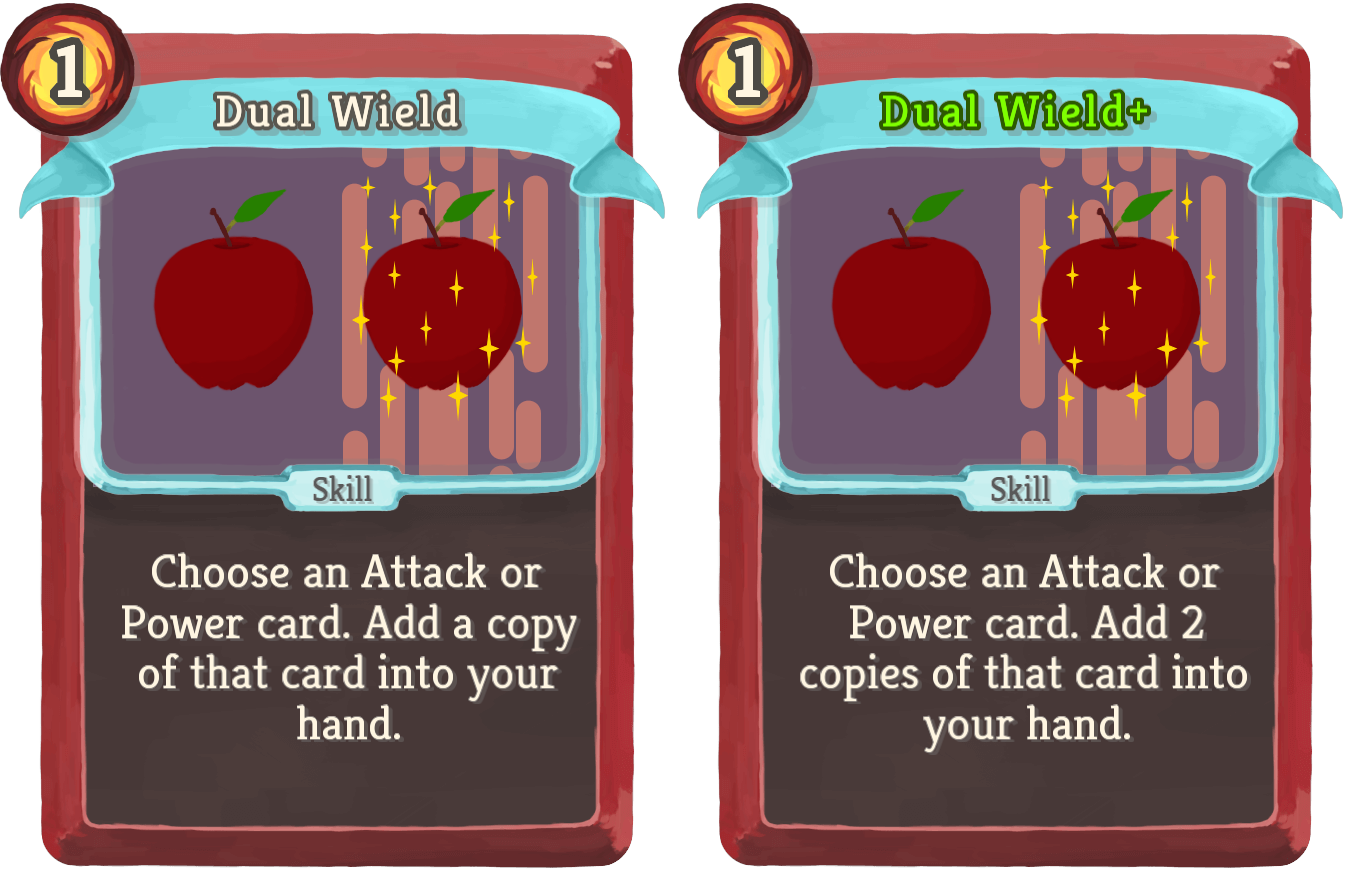 1
Dual Wield
Skill
Choose an Attack or
Power card. Add a copy
of that card into your
hand.
1
Dual Wield+
Skill
Choose an Attack or
Power card. Add 2
copies of that card into
your hand.